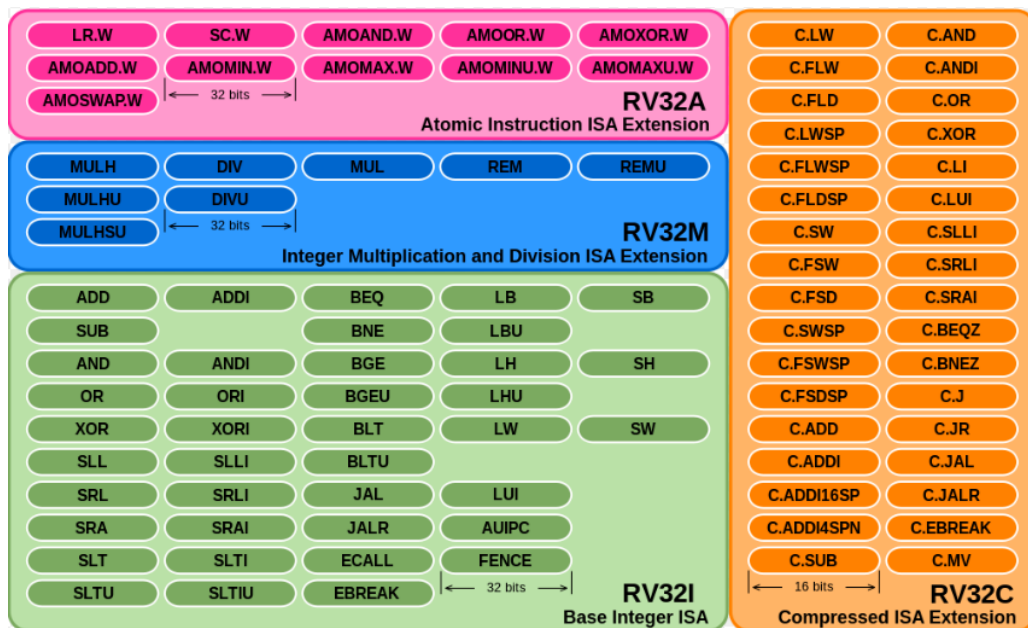 LR.W SC.W AMOAND.W AMOOR.W AMOXOR.W
AMOADD.W AMOMIN.W AMOMAX.W AMOMINU.W AMOMAXU.W
AMOSWAP.W 32 bits RV32A
Atomic Instruction ISA Extension
MULH DIV MUL REM REMU
MULHU DIVU
MULHSU 32 bits RV32M
Integer Multiplication and Division ISA Extension
ADD ADDI BEQ LB SB
SUB BNE LBU
AND ANDI BGE LH SH
OR ORI BGEU LHU
XOR XORI BLT LW SW
SLL SLLI BLTU
SRL SRLI JAL LUI
SRA SRAI JALR AUIPC
SLT SLTI ECALL FENCE
SLTU SLTIU EBREAK 32 bits RV32I
Base Integer ISA
C.LW C.AND
C.FLW C.ANDI
C.FLD C.OR
C.LWSP C.XOR
C.FLWSP C.LI
C.FLDSP C.LUI
C.SW C.SLLI
C.FSW C.SRLI
C.FSD C.SRAI
C.SWSP C.BEQZ
C.FSWSP C.BNEZ
C.FSDSP C.J
C.ADD C.JR
C.ADDI C.JAL
C.ADDI16SP C.JALR
C.ADDI4SPN C.EBREAK
C.SUB C.MV
16 bits RV32C
Compressed ISA Extension